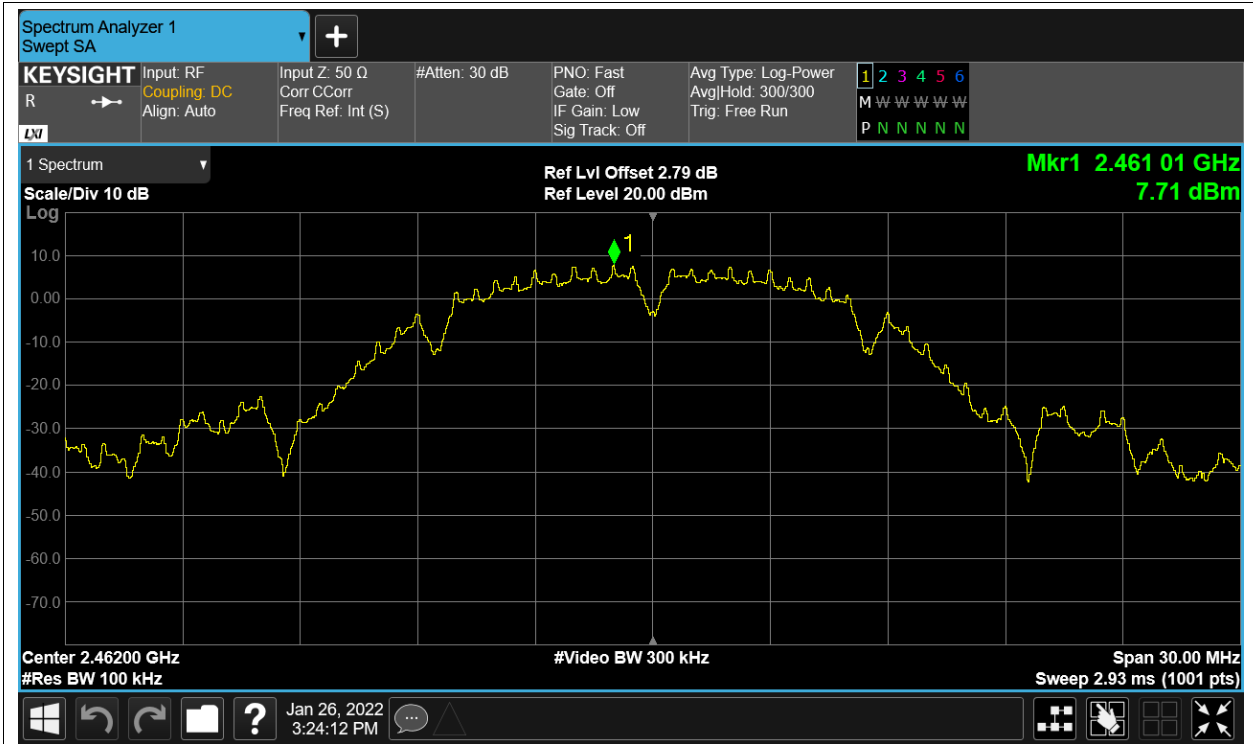 Spectrum Analyzer 1
Swept SA
KEYSIGHT
R
LXI
Input: RF
Coupling: DC
Align: Auto
Input Z: 50 Ω
Corr CCorr
Freq Ref: Int (S)
#Atten: 30 dB
PNO: Fast
Gate: Off
IF Gain: Low
Sig Track: Off
Avg Type: Log-Power
Avg|Hold: 300/300
Trig: Free Run
1 2 3 4 5 6
M W W W W W
P N N N N N
1 Spectrum
Scale/Div 10 dB
Log
Ref Lvl Offset 2.79 dB
Ref Level 20.00 dBm
Mkr1 2.461 01 GHz
7.71 dBm
1
10.0
0.00
-10.0
-20.0
-30.0
-40.0
-50.0
-60.0
-70.0
Center 2.46200 GHz
#Res BW 100 kHz
#Video BW 300 kHz
Span 30.00 MHz
Sweep 2.93 ms (1001 pts)
?
Jan 26, 2022
3:24:12 PM